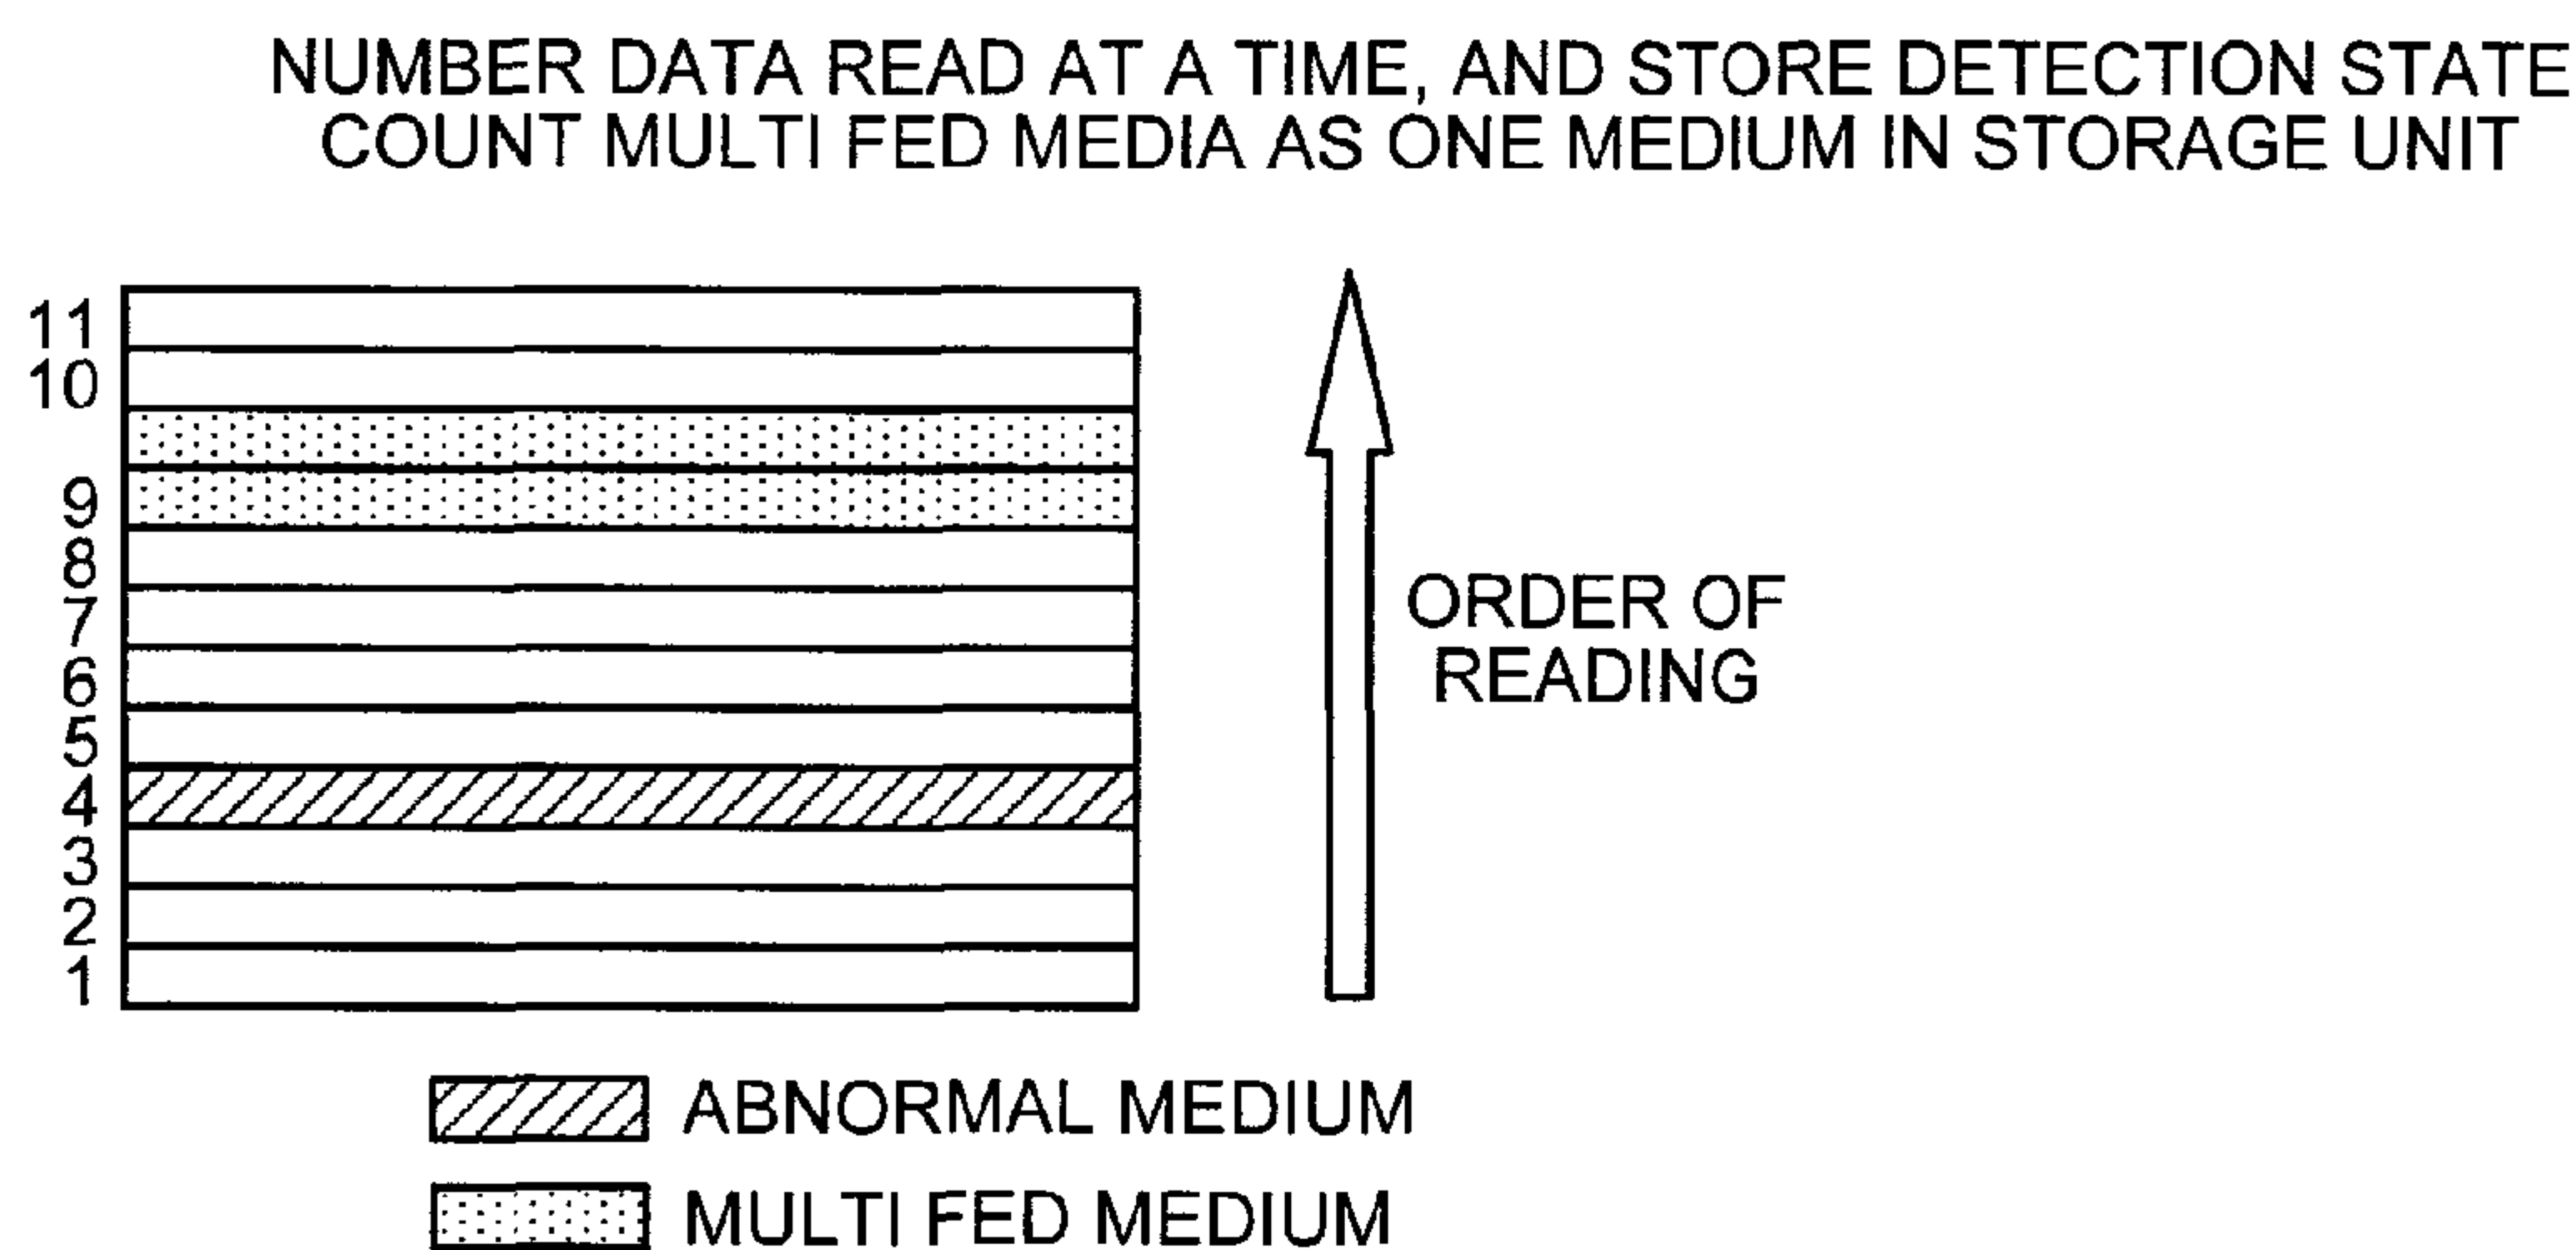 NUMBER DATA READ AT A TIME, AND STORE DETECTION STATE
COUNT MULTI FED MEDIA AS ONE MEDIUM IN STORAGE UNIT
11
10
9
8
7
6
5
4
3
2
1
ORDER OF
READING
ABNORMAL MEDIUM
MULTI FED MEDIUM